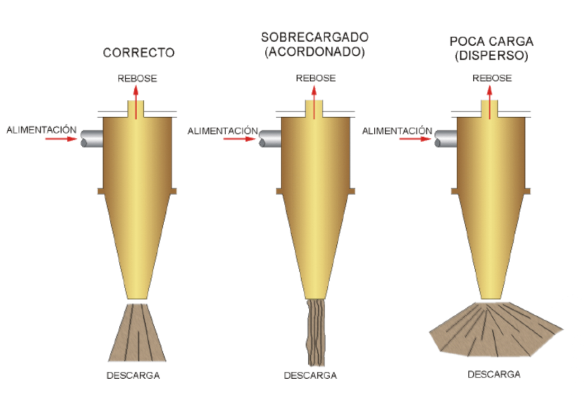 CORRECTO
REBOSE
ALIMENTACIÓN
DESCARGA
SOBRECARGADO
(ACORDONADO)
REBOSE
ALIMENTACIÓN
DESCARGA
POCA CARGA
(DISPERSO)
REBOSE
ALIMENTACIÓN
DESCARGA